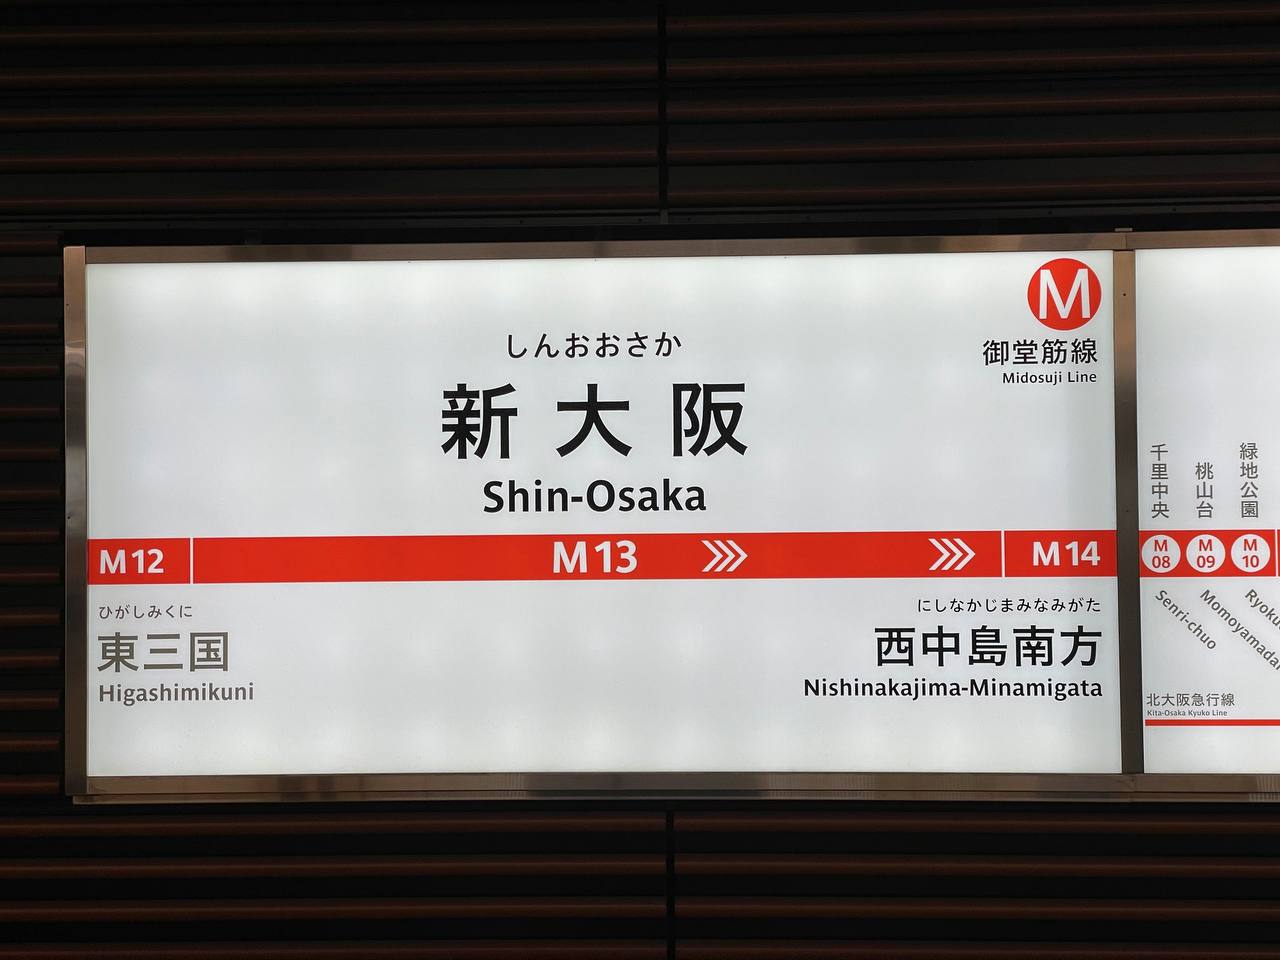 M
御堂筋線
Midosuji Line
しんおおさか
新大阪
Shin-Osaka
M12
M13
M14
ひがしみくに
東三国
Higashimikuni
にしなかじまみなみがた
西中島南方
Nishinakajima-Minamigata
千里中央
桃山台
緑地公園
M 08
M 09
M 10
Senri-chuo
北大阪急行線
Kita-Osaka Kyuko Line